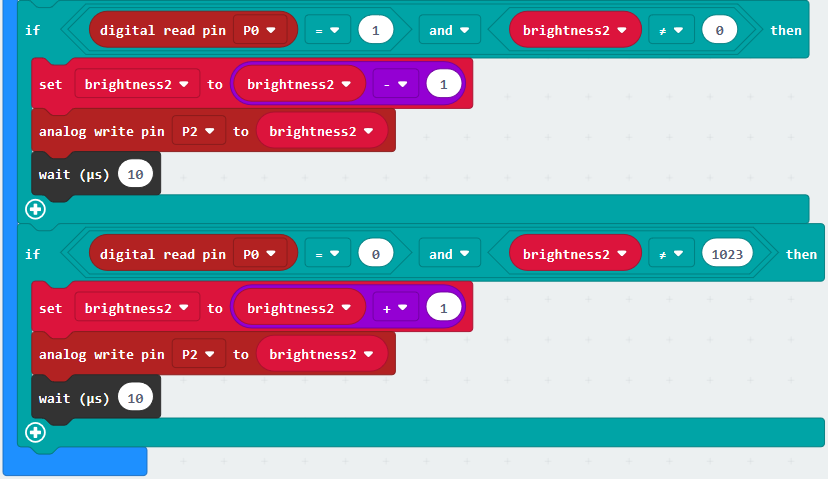 if digital read pin P0 = 1 and brightness2 ≠ 0 then
set brightness2 to brightness2 - 1
analog write pin P2 to brightness2
wait (µs) 10
if digital read pin P0 = 0 and brightness2 ≠ 1023 then
set brightness2 to brightness2 + 1
analog write pin P2 to brightness2
wait (µs) 10